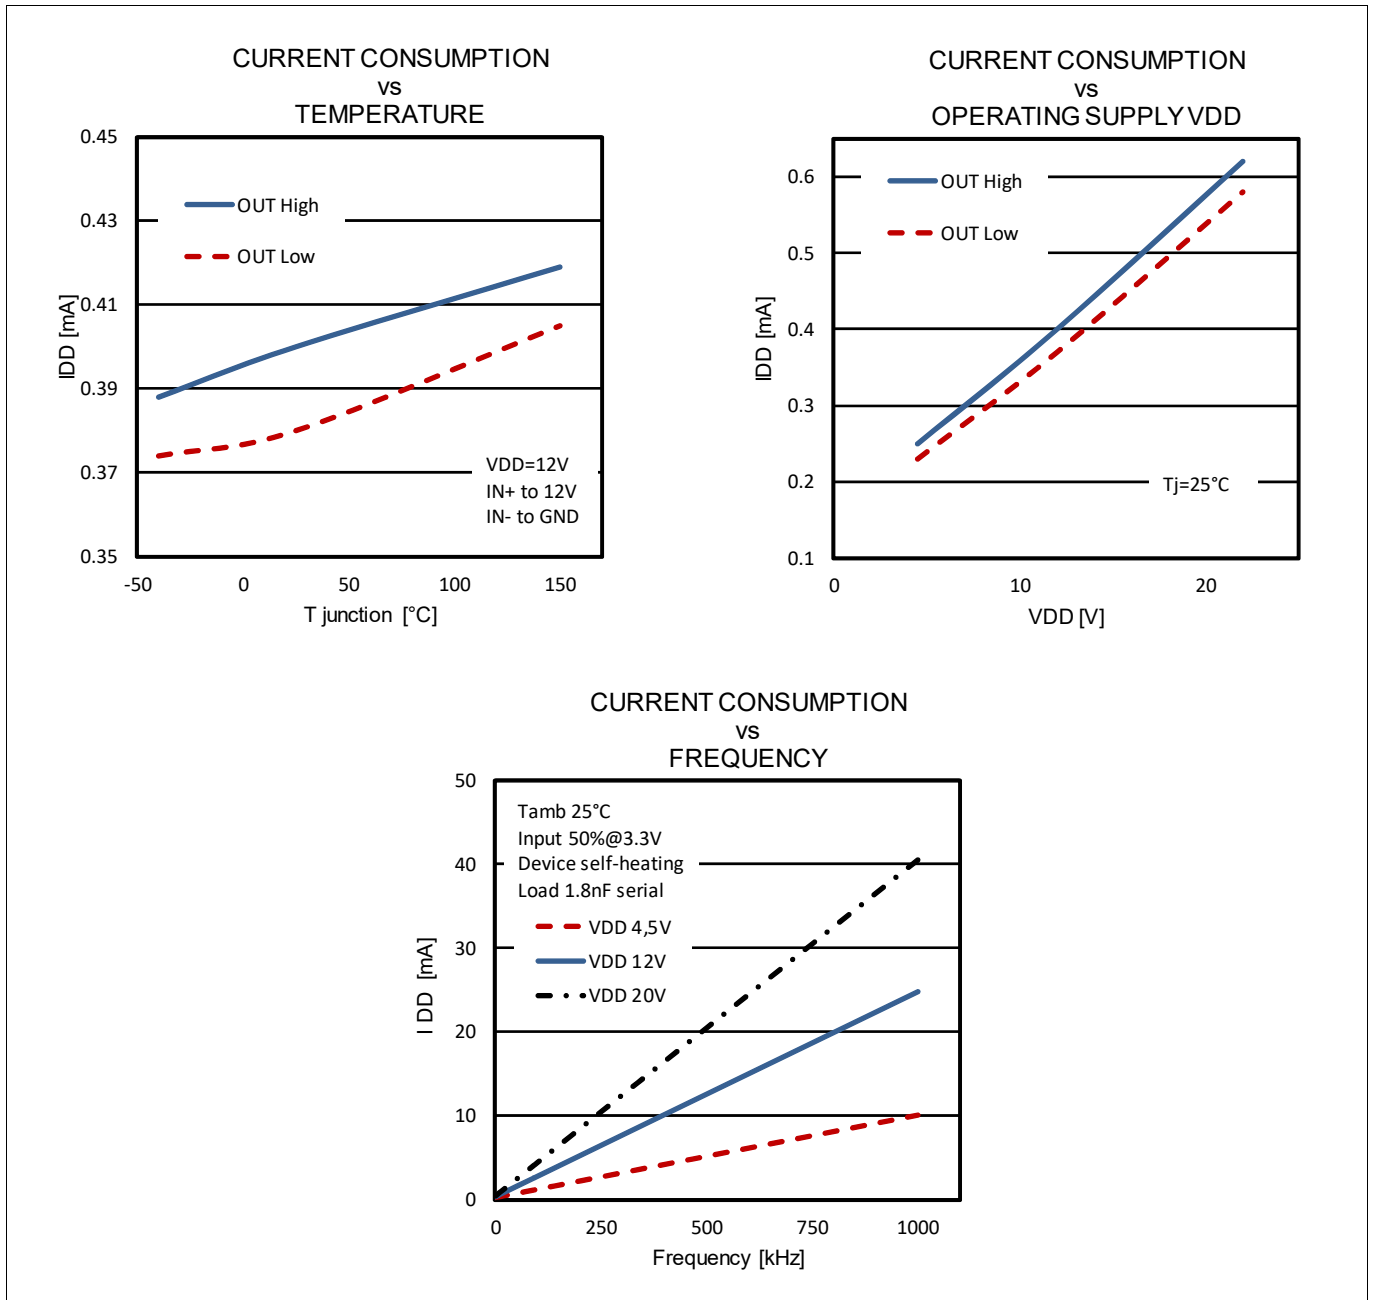 CURRENT CONSUMPTION
vs
TEMPERATURE
0.45
0.43
0.41
0.39
0.37
0.35
IDD [mA]
OUT High
OUT Low
VDD=12V
IN+ to 12V
IN- to GND
-50 0 50 100 150
T junction [°C]
CURRENT CONSUMPTION
vs
OPERATING SUPPLY VDD
0.6
0.5
0.4
0.3
0.2
0.1
IDD [mA]
OUT High
OUT Low
Tj=25°C
0 10 20
VDD [V]
CURRENT CONSUMPTION
vs
FREQUENCY
50
40
30
20
10
0
I DD [mA]
Tamb 25°C
Input 50%@3.3V
Device self-heating
Load 1.8nF serial
VDD 4,5V
VDD 12V
VDD 20V
0 250 500 750 1000
Frequency [kHz]